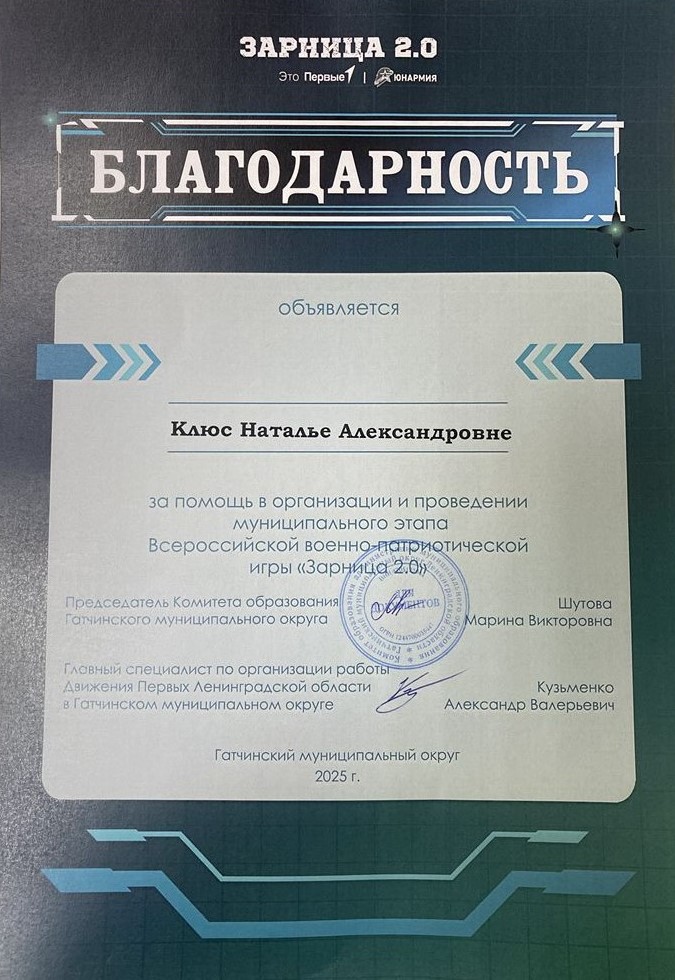 ЗАРНИЦА 2.0
Это Первые | ЮНАРМИЯ
БЛАГОДАРНОСТЬ
объявляется
Клюс Наталье Александровне
за помощь в организации и проведении
муниципального этапа
Всероссийской военно-патриотической
игры «Зарница 2.0»
Председатель Комитета образования
Гатчинского муниципального округа
Шутова
Марина Викторовна
ДЛЯ
ДОКУМЕНТОВ
Главный специалист по организации работы
Движения Первых Ленинградской области
в Гатчинском муниципальном округе
Кузьменко
Александр Валерьевич
Гатчинский муниципальный округ
2025 г.